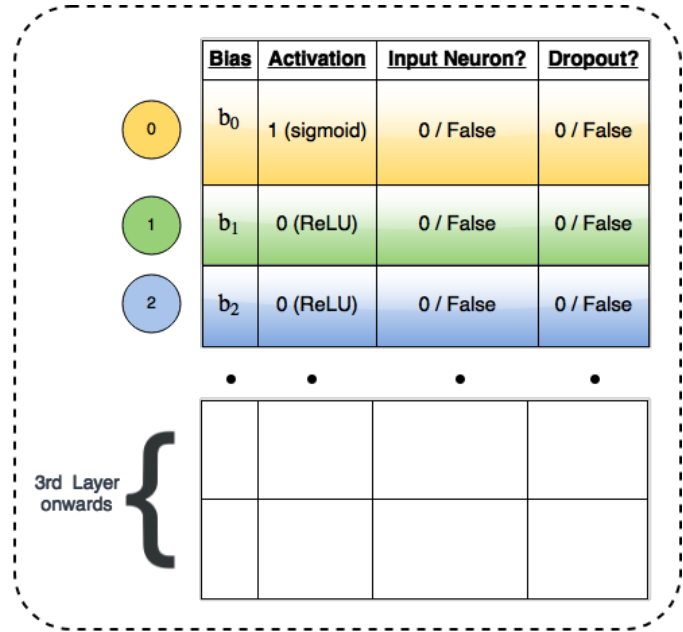 Bias Activation Input Neuron? Dropout?
0 b₀ 1 (sigmoid) 0 / False 0 / False
1 b₁ 0 (ReLU) 0 / False 0 / False
2 b₂ 0 (ReLU) 0 / False 0 / False
3rd Layer
onwards